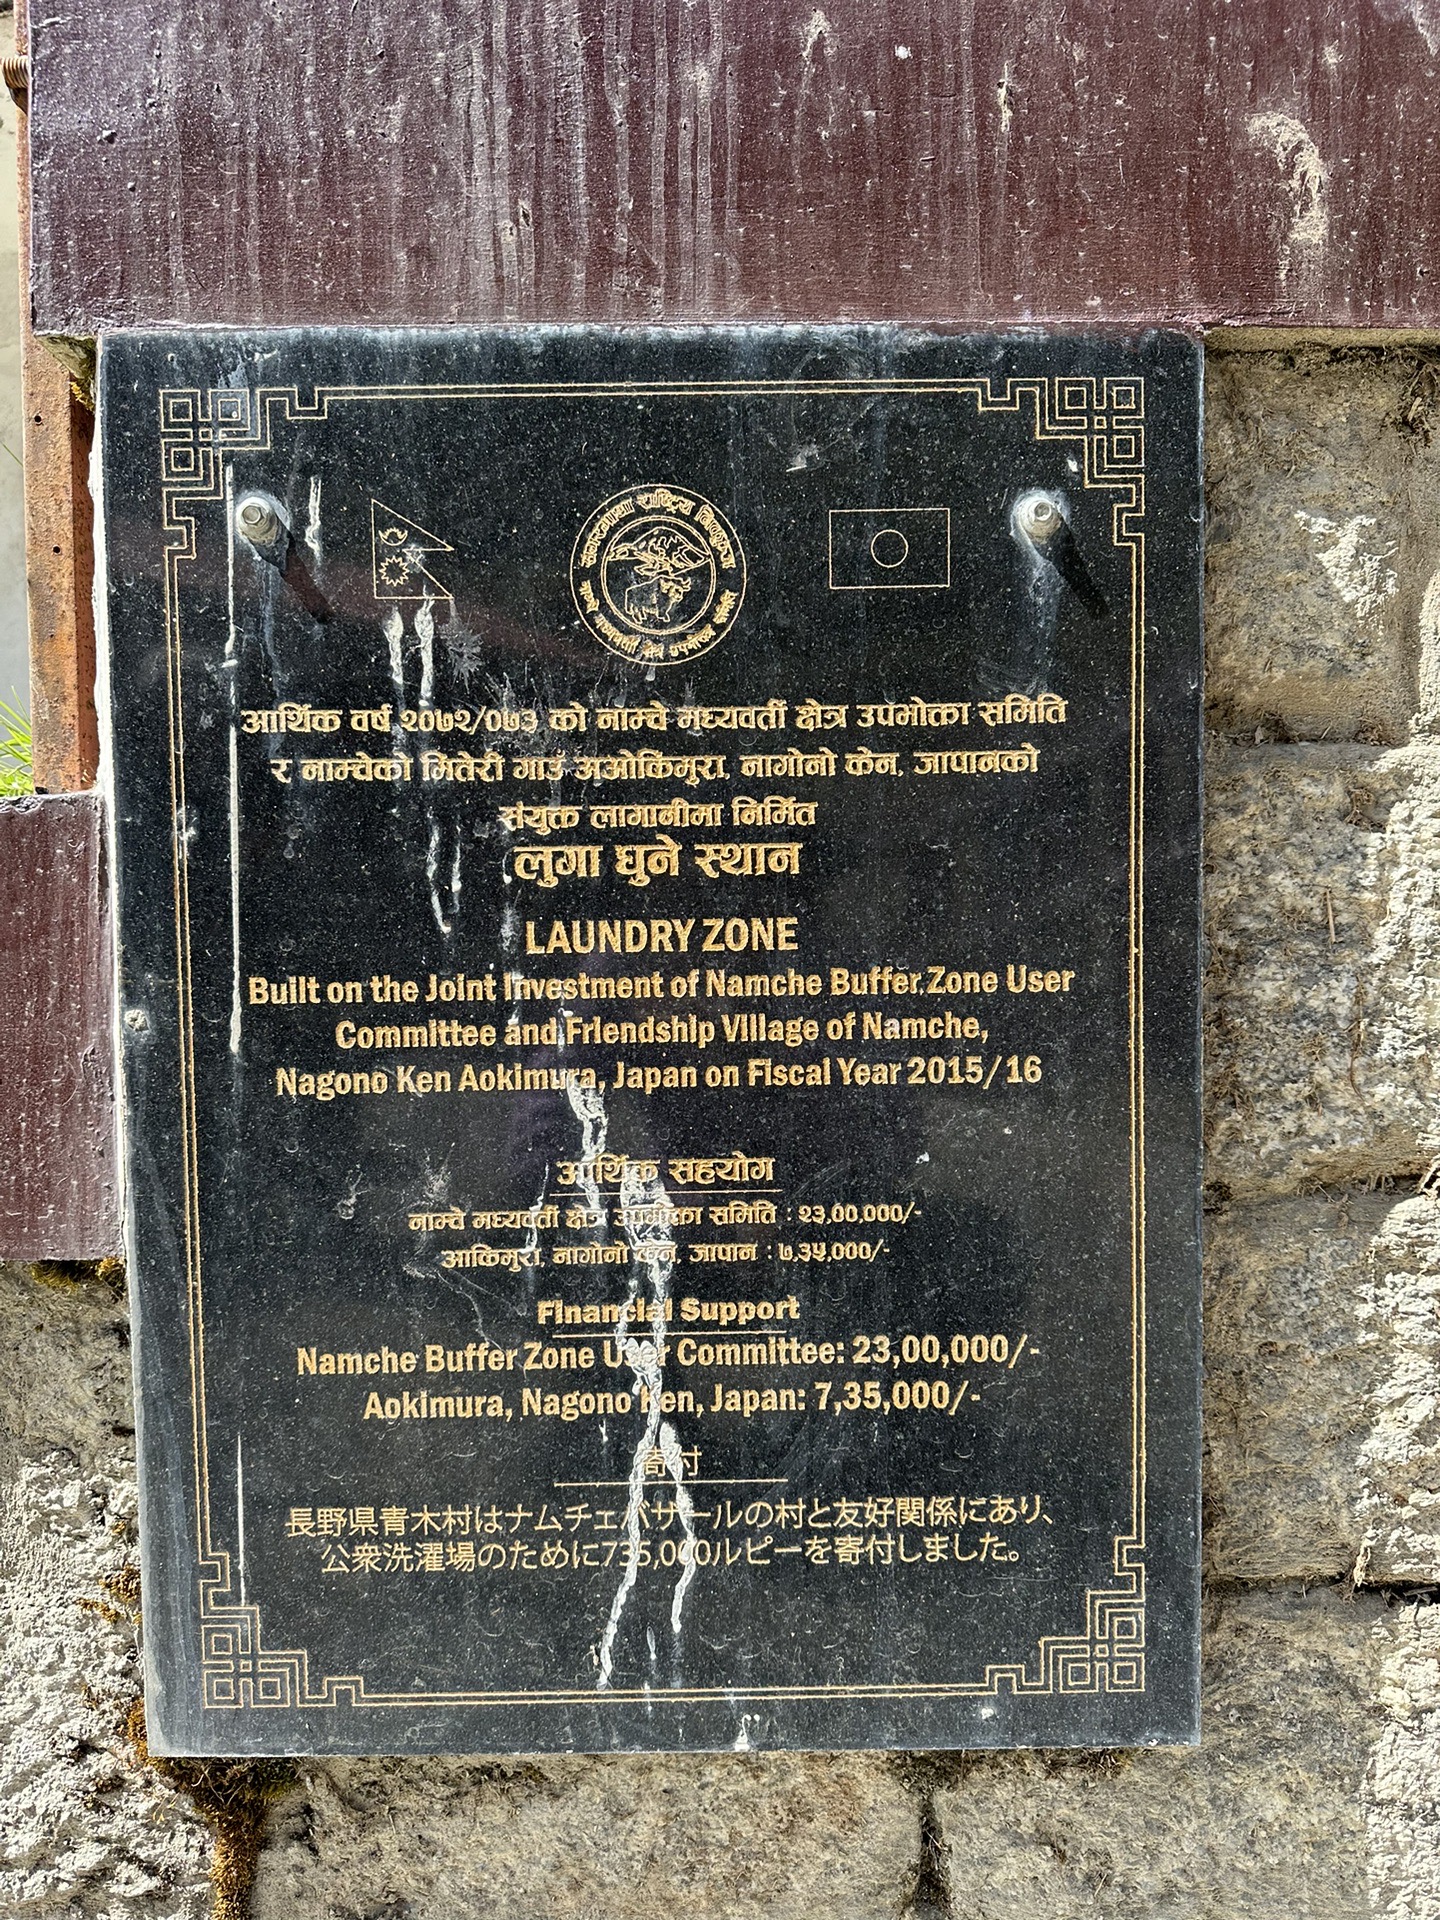 सगरमाथा राष्ट्रिय निकुञ्ज
नाम्चे मध्यवर्ती क्षेत्र उपभोक्ता समिति
आर्थिक वर्ष २०७२/०७३ को नाम्चे मध्यवर्ती क्षेत्र उपभोक्ता समिति
र नाम्चेको मितेरी गाउँ अओकिमुरा, नागोनो केन, जापानको
संयुक्त लागानीमा निर्मित
लुगा धुने स्थान
LAUNDRY ZONE
Built on the Joint Investment of Namche Buffer Zone User
Committee and Friendship Village of Namche,
Nagono Ken Aokimura, Japan on Fiscal Year 2015/16
आर्थिक सहयोग
नाम्चे मध्यवर्ती क्षेत्र उपभोक्ता समिति : २३,००,०००/-
आकिमुरा, नागोनो केन, जापान : ७,३५,०००/-
Financial Support
Namche Buffer Zone User Committee: 23,00,000/-
Aokimura, Nagono Ken, Japan: 7,35,000/-
寄付
長野県青木村はナムチェバザールの村と友好関係にあり、
公衆洗濯場のために735,000ルピーを寄付しました。